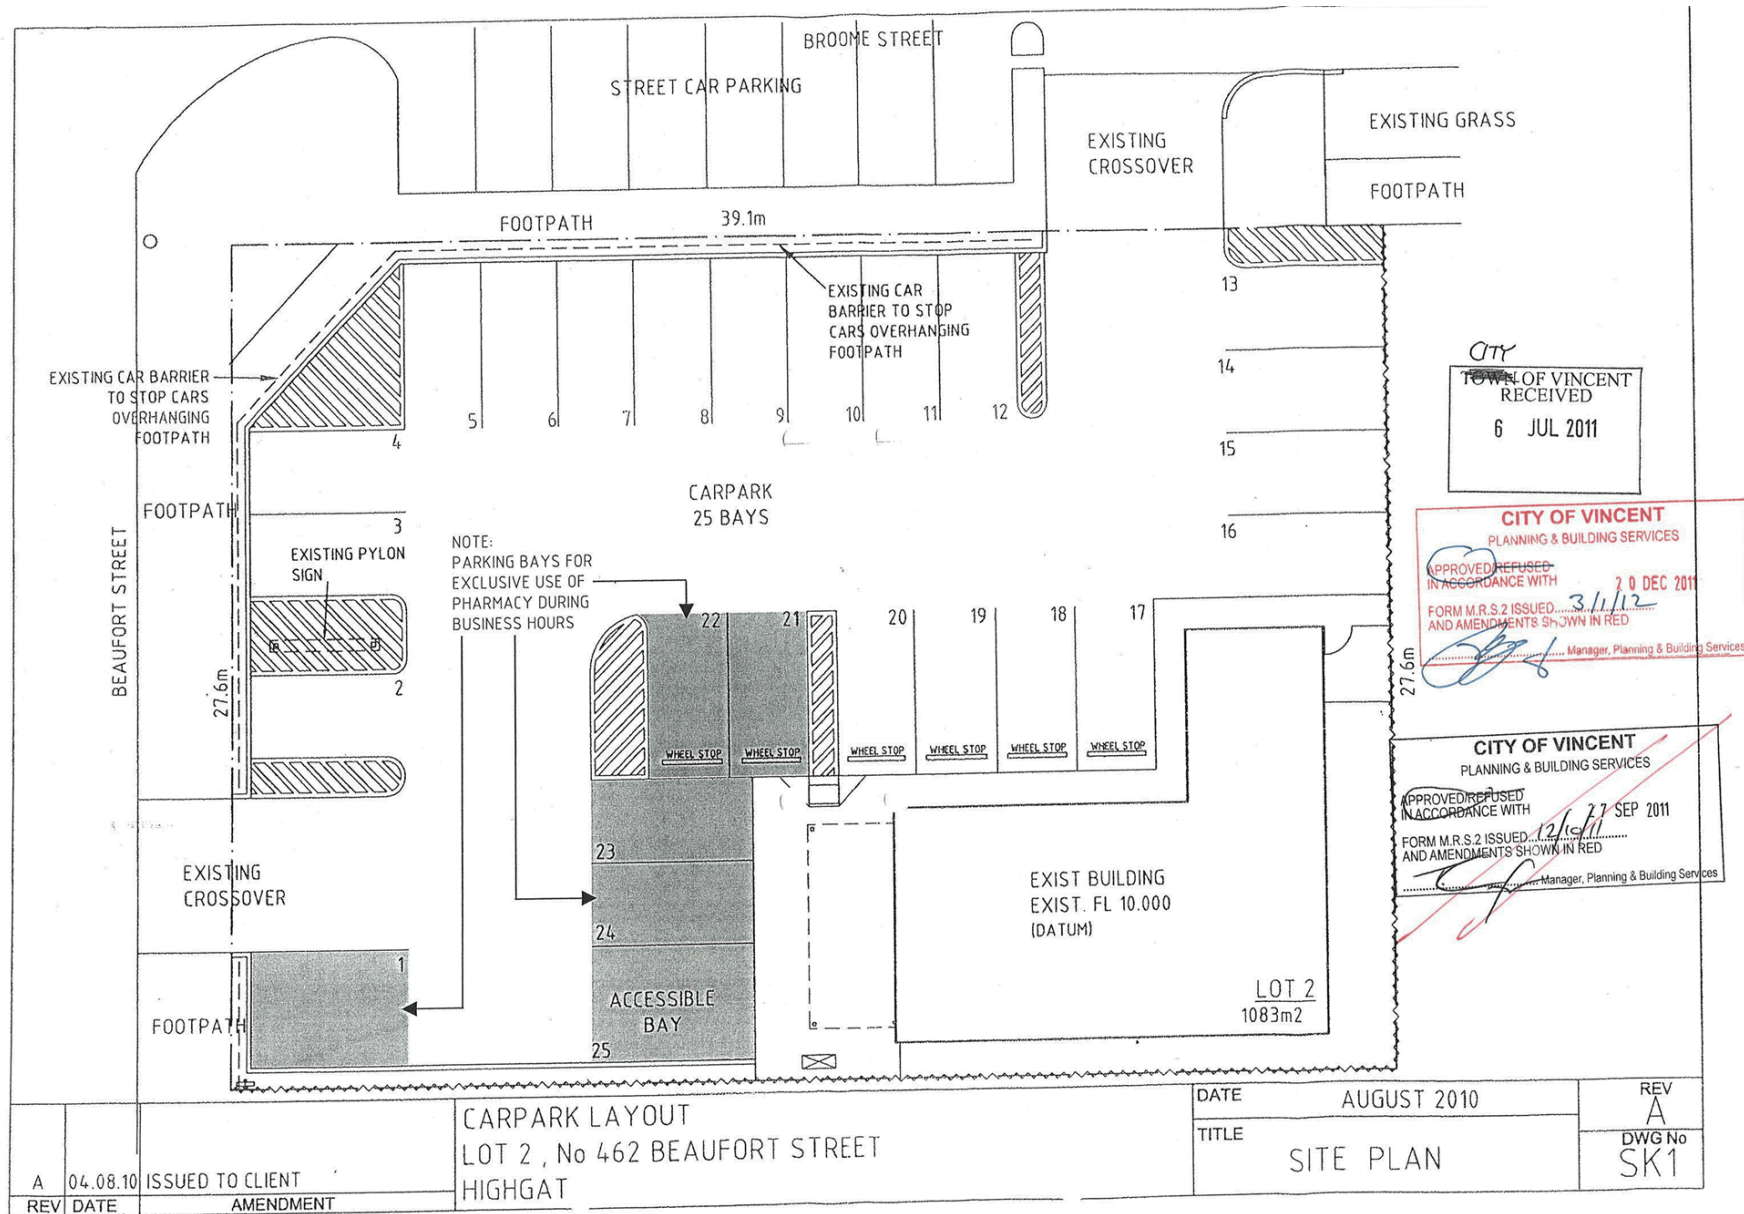 BROOME STREET
STREET CAR PARKING
EXISTING
CROSSOVER
EXISTING GRASS
FOOTPATH
FOOTPATH
39.1m
EXISTING CAR
BARRIER TO STOP
CARS OVERHANGING
FOOTPATH
EXISTING CAR BARRIER
TO STOP CARS
OVERHANGING
FOOTPATH
13
14
15
16
4
5
6
7
8
9
10
11
12
CITY
TOWN OF VINCENT
RECEIVED
6 JUL 2011
CARPARK
25 BAYS
FOOTPATH
3
BEAUFORT STREET
EXISTING PYLON
SIGN
NOTE:
PARKING BAYS FOR
EXCLUSIVE USE OF
PHARMACY DURING
BUSINESS HOURS
CITY OF VINCENT
PLANNING & BUILDING SERVICES
APPROVED/REFUSED
IN ACCORDANCE WITH
20 DEC 2011
FORM M.R.S.2 ISSUED 3/1/12
AND AMENDMENTS SHOWN IN RED
Manager, Planning & Building Services
22
21
20
19
18
17
27.6m
2
27.6m
WHEEL STOP
WHEEL STOP
WHEEL STOP
WHEEL STOP
WHEEL STOP
WHEEL STOP
CITY OF VINCENT
PLANNING & BUILDING SERVICES
APPROVED/REFUSED
IN ACCORDANCE WITH
27 SEP 2011
FORM M.R.S.2 ISSUED 12/10/11
AND AMENDMENTS SHOWN IN RED
Manager, Planning & Building Services
EXISTING
CROSSOVER
23
24
EXIST BUILDING
EXIST. FL 10.000
(DATUM)
1
FOOTPATH
ACCESSIBLE
BAY
25
LOT 2
1083m2
CARPARK LAYOUT
LOT 2 , No 462 BEAUFORT STREET
HIGHGAT
DATE
AUGUST 2010
REV
A
TITLE
SITE PLAN
DWG No
SK1
A 04.08.10 ISSUED TO CLIENT
REV DATE AMENDMENT